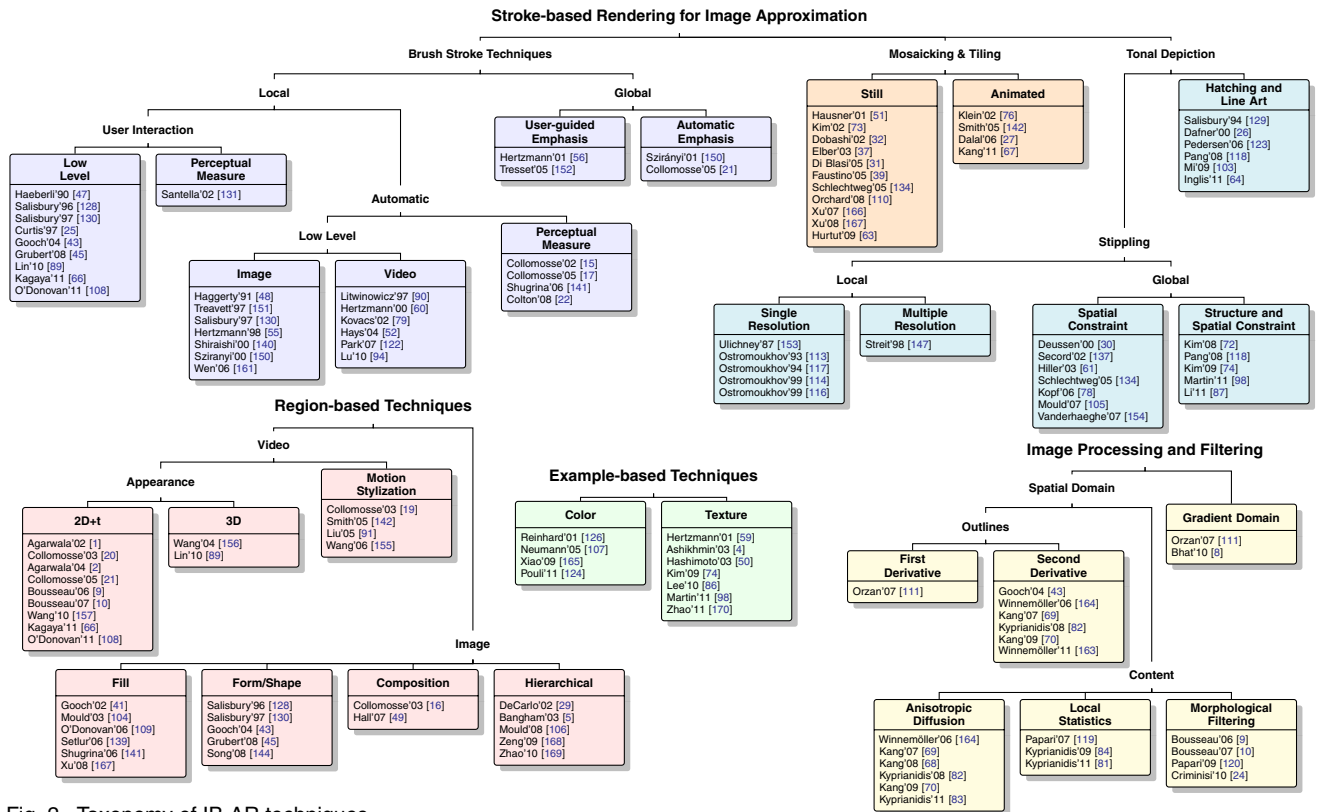 Stroke-based Rendering for Image Approximation
Brush Stroke Techniques
Mosaicking & Tiling
Tonal Depiction
Local
Global
User Interaction
Low
Level
Haeberli'90 [47]
Salisbury'96 [128]
Salisbury'97 [130]
Curtis'97 [25]
Gooch'04 [43]
Grubert'08 [45]
Lin'10 [89]
Kagaya'11 [66]
O'Donovan'11 [108]
Perceptual
Measure
Santella'02 [131]
Automatic
Low Level
Image
Haggerty'91 [48]
Treavett'97 [151]
Salisbury'97 [130]
Hertzmann'98 [55]
Shiraishi'00 [140]
Sziranyi'00 [150]
Wen'06 [161]
Video
Litwinowicz'97 [90]
Hertzmann'00 [60]
Kovacs'02 [79]
Hays'04 [52]
Park'07 [122]
Lu'10 [94]
Perceptual
Measure
Collomosse'02 [15]
Collomosse'05 [17]
Shugrina'06 [141]
Colton'08 [22]
User-guided
Emphasis
Hertzmann'01 [56]
Tresset'05 [152]
Automatic
Emphasis
Szirányi'01 [150]
Collomosse'05 [21]
Still
Hausner'01 [51]
Kim'02 [73]
Dobashi'02 [32]
Elber'03 [37]
Di Blasi'05 [31]
Faustino'05 [39]
Schlechtweg'05 [134]
Orchard'08 [110]
Xu'07 [166]
Xu'08 [167]
Hurtut'09 [63]
Animated
Klein'02 [76]
Smith'05 [142]
Dalal'06 [27]
Kang'11 [67]
Hatching and
Line Art
Salisbury'94 [129]
Dafner'00 [26]
Pedersen'06 [123]
Pang'08 [118]
Mi'09 [103]
Inglis'11 [64]
Stippling
Local
Global
Single
Resolution
Ulichney'87 [153]
Ostromoukhov'93 [113]
Ostromoukhov'94 [117]
Ostromoukhov'99 [114]
Ostromoukhov'99 [116]
Multiple
Resolution
Streit'98 [147]
Spatial
Constraint
Deussen'00 [30]
Secord'02 [137]
Hiller'03 [61]
Schlechtweg'05 [134]
Kopf'06 [78]
Mould'07 [105]
Vanderhaeghe'07 [154]
Structure and
Spatial Constraint
Kim'08 [72]
Pang'08 [118]
Kim'09 [74]
Martin'11 [98]
Li'11 [87]
Region-based Techniques
Video
Appearance
2D+t
Agarwala'02 [1]
Collomosse'03 [20]
Agarwala'04 [2]
Collomosse'05 [21]
Bousseau'06 [9]
Bousseau'07 [10]
Wang'10 [157]
Kagaya'11 [66]
O'Donovan'11 [108]
3D
Wang'04 [156]
Lin'10 [89]
Motion
Stylization
Collomosse'03 [19]
Smith'05 [142]
Liu'05 [91]
Wang'06 [155]
Image
Fill
Gooch'02 [41]
Mould'03 [104]
O'Donovan'06 [109]
Setlur'06 [139]
Shugrina'06 [141]
Xu'08 [167]
Form/Shape
Salisbury'96 [128]
Salisbury'97 [130]
Gooch'04 [43]
Grubert'08 [45]
Song'08 [144]
Composition
Collomosse'03 [16]
Hall'07 [49]
Hierarchical
DeCarlo'02 [29]
Bangham'03 [5]
Mould'08 [106]
Zeng'09 [168]
Zhao'10 [169]
Example-based Techniques
Color
Reinhard'01 [126]
Neumann'05 [107]
Xiao'09 [165]
Pouli'11 [124]
Texture
Hertzmann'01 [59]
Ashikhmin'03 [4]
Hashimoto'03 [50]
Kim'09 [74]
Lee'10 [86]
Martin'11 [98]
Zhao'11 [170]
Image Processing and Filtering
Spatial Domain
Outlines
First
Derivative
Orzan'07 [111]
Second
Derivative
Gooch'04 [43]
Winnemöller'06 [164]
Kang'07 [69]
Kyprianidis'08 [82]
Kang'09 [70]
Winnemöller'11 [163]
Gradient Domain
Orzan'07 [111]
Bhat'10 [8]
Content
Anisotropic
Diffusion
Winnemöller'06 [164]
Kang'07 [69]
Kang'08 [68]
Kyprianidis'08 [82]
Kang'09 [70]
Kyprianidis'11 [83]
Local
Statistics
Papari'07 [119]
Kyprianidis'09 [84]
Kyprianidis'11 [81]
Morphological
Filtering
Bousseau'06 [9]
Bousseau'07 [10]
Papari'09 [120]
Criminisi'10 [24]